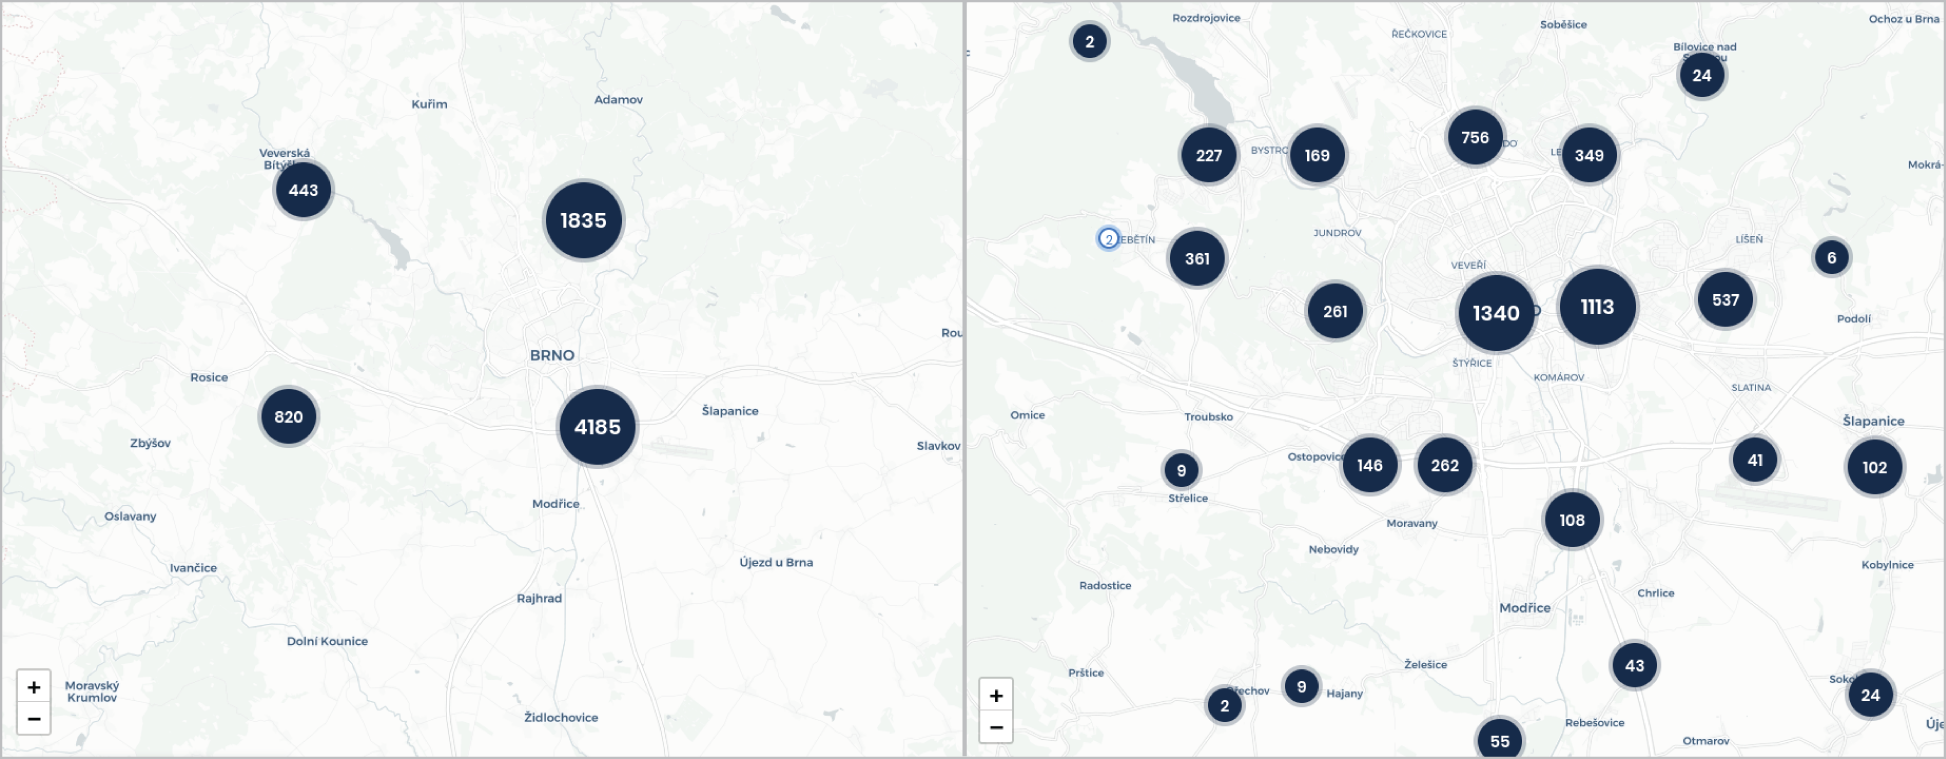 Kuřim
Adamov
Veverská
443
1835
BRNO
Rosice
820
4185
Šlapanice
Zbýšov
Slavkov
Modřice
Oslavany
Újezd u Brna
Ivančice
Rajhrad
Dolní Kounice
+
−
Moravský
Krumlov
Židlochovice
Rozdrojovice
Soběšice
Ochoz u Brna
2
ŘEČKOVICE
Bílovice nad
24
756
349
227
169
Mokrá-
2
JUNDROV
LÍŠEŇ
361
VEVEŘÍ
6
261
1340
1113
537
Podolí
ŠTÝŘICE
KOMÁROV
SLATINA
Omice
Troubsko
Šlapanice
9
146
262
41
102
Střelice
108
Moravany
Nebovidy
Kobylnice
Radostice
Chrlice
Modřice
Prštice
Želešice
43
9
Hajany
24
2
Rebešovice
55
Otmarov
+
−